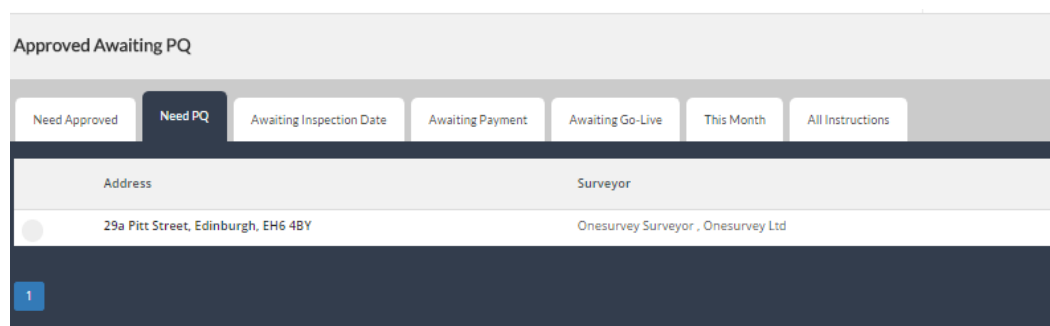 Approved Awaiting PQ
Need Approved Need PQ Awaiting Inspection Date Awaiting Payment Awaiting Go-Live This Month All Instructions
Address Surveyor
29a Pitt Street, Edinburgh, EH6 4BY Onesurvey Surveyor , Onesurvey Ltd
1